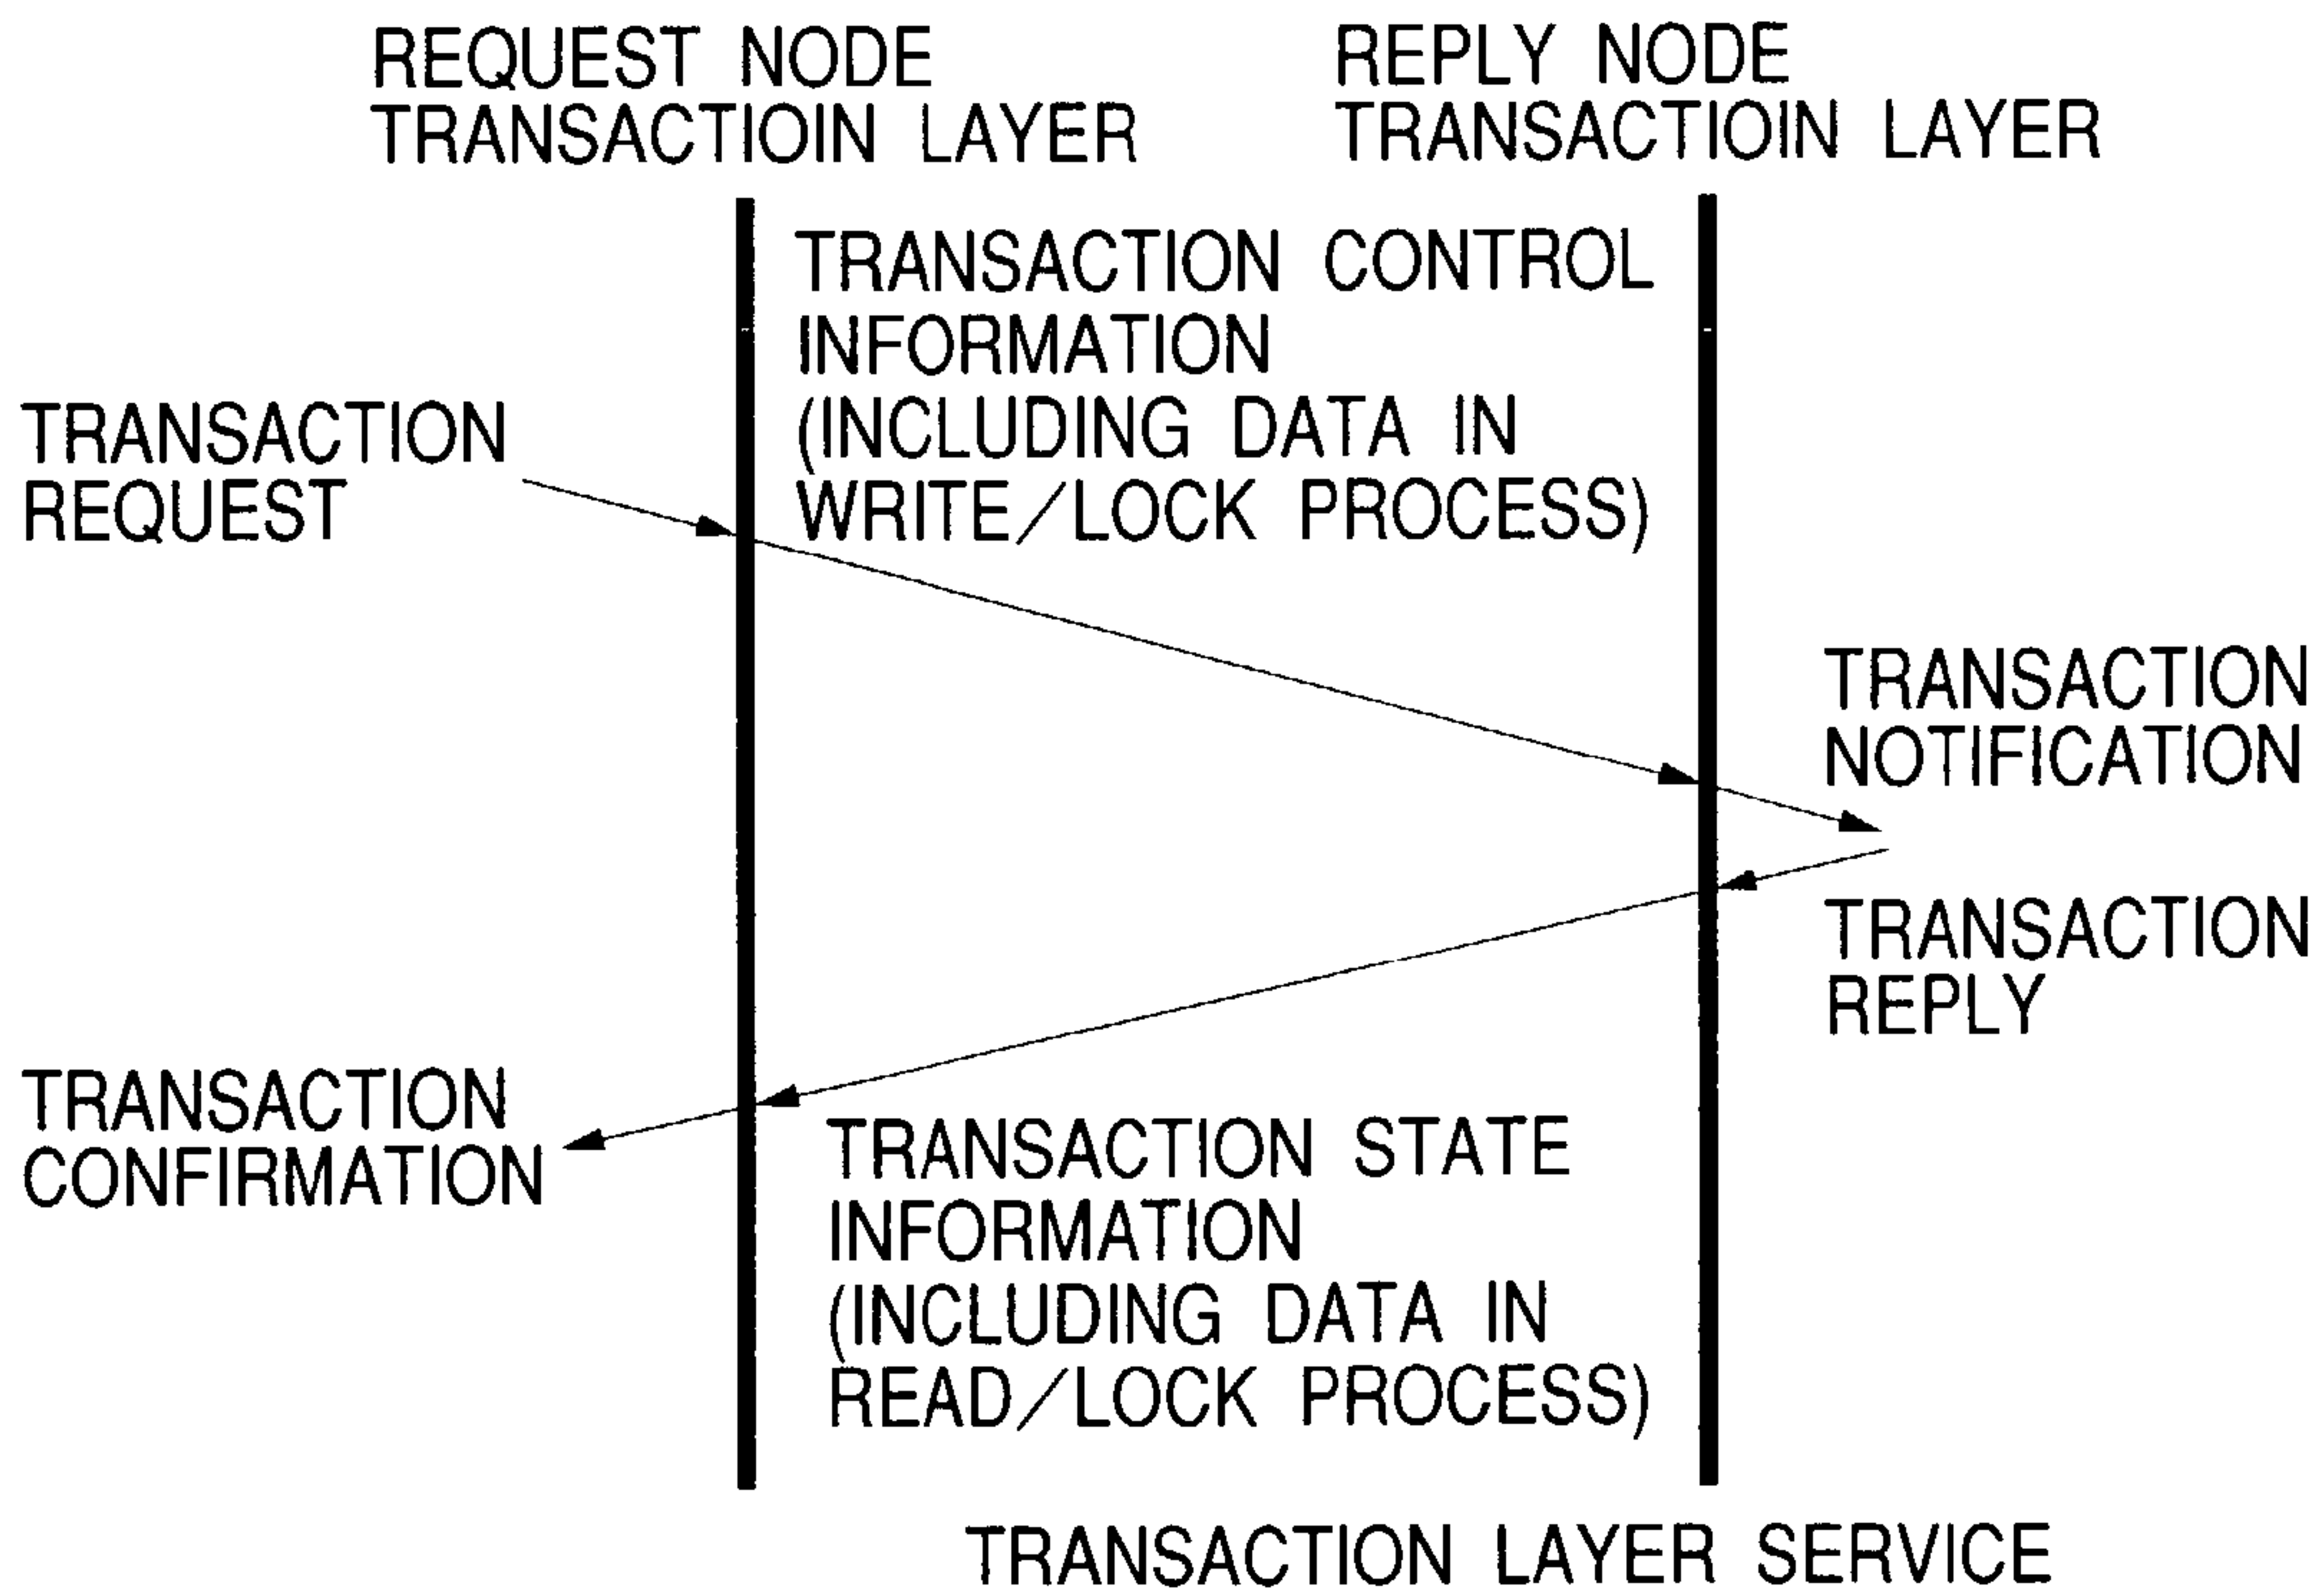 REQUEST NODE
TRANSACTIOIN LAYER
REPLY NODE
TRANSACTIOIN LAYER
TRANSACTION CONTROL
INFORMATION
(INCLUDING DATA IN
WRITE/LOCK PROCESS)
TRANSACTION
REQUEST
TRANSACTION
NOTIFICATION
TRANSACTION
REPLY
TRANSACTION
CONFIRMATION
TRANSACTION STATE
INFORMATION
(INCLUDING DATA IN
READ/LOCK PROCESS)
TRANSACTION LAYER SERVICE